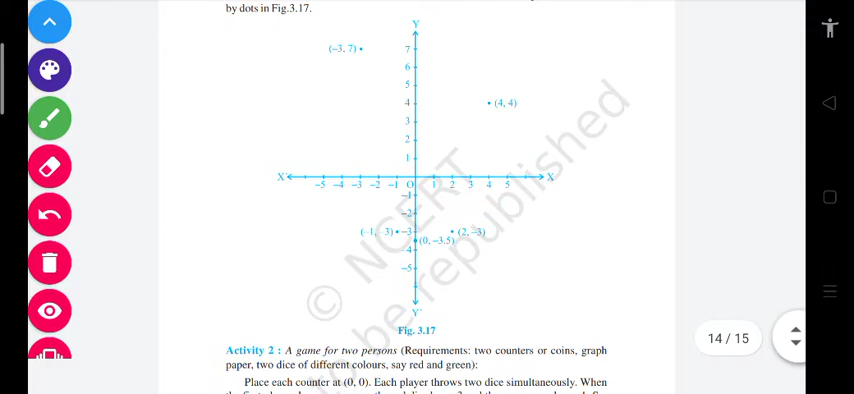 by dots in Fig.3.17.
Y
(–3, 7)
7
6
5
4
(4, 4)
3
2
1
X'
–5 –4 –3 –2 –1 O 1 2 3 4 5
X
–1
–2
(–1, –3)
–3
(2, –3)
(0, –3.5)
–4
–5
Y'
Fig. 3.17
© NCERT
to be republished
14 / 15
Activity 2 : A game for two persons (Requirements: two counters or coins, graph
paper, two dice of different colours, say red and green):
Place each counter at (0, 0). Each player throws two dice simultaneously. When